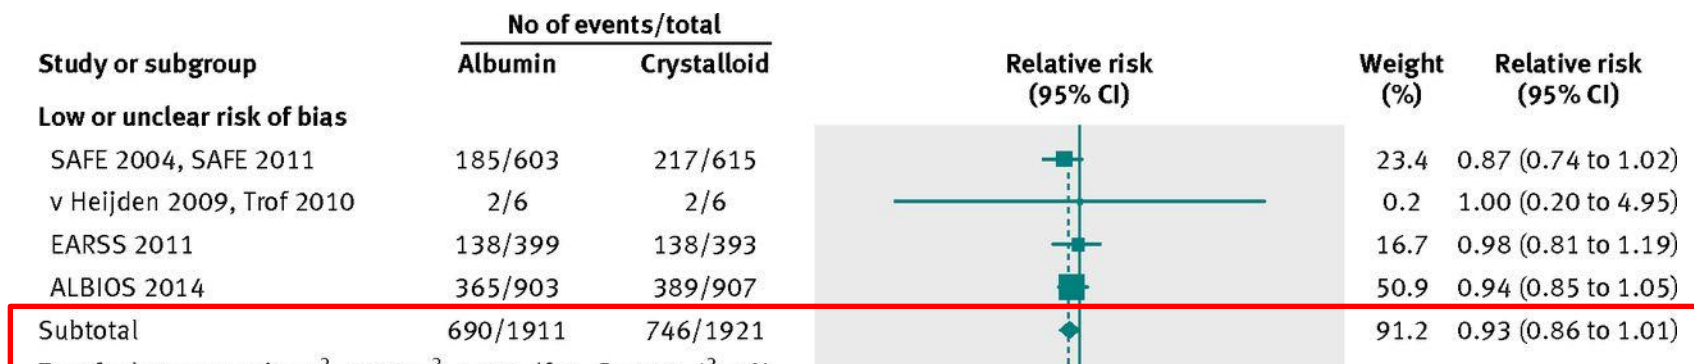 No of events/total
Study or subgroup Albumin Crystalloid Relative risk (95% CI) Weight (%) Relative risk (95% CI)
Low or unclear risk of bias
SAFE 2004, SAFE 2011 185/603 217/615 23.4 0.87 (0.74 to 1.02)
v Heijden 2009, Trof 2010 2/6 2/6 0.2 1.00 (0.20 to 4.95)
EARSS 2011 138/399 138/393 16.7 0.98 (0.81 to 1.19)
ALBIOS 2014 365/903 389/907 50.9 0.94 (0.85 to 1.05)
Subtotal 690/1911 746/1921 91.2 0.93 (0.86 to 1.01)